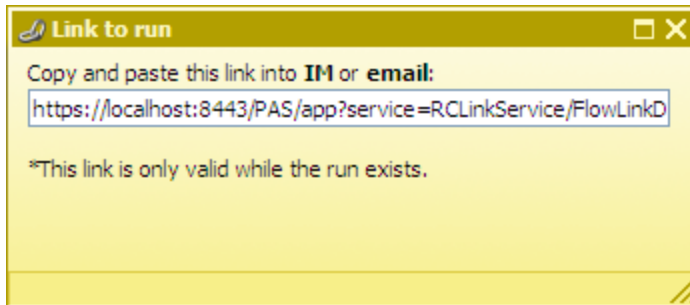 Link to run
Copy and paste this link into IM or email:
https://localhost:8443/PAS/app?service=RCLinkService/FlowLinkD
*This link is only valid while the run exists.